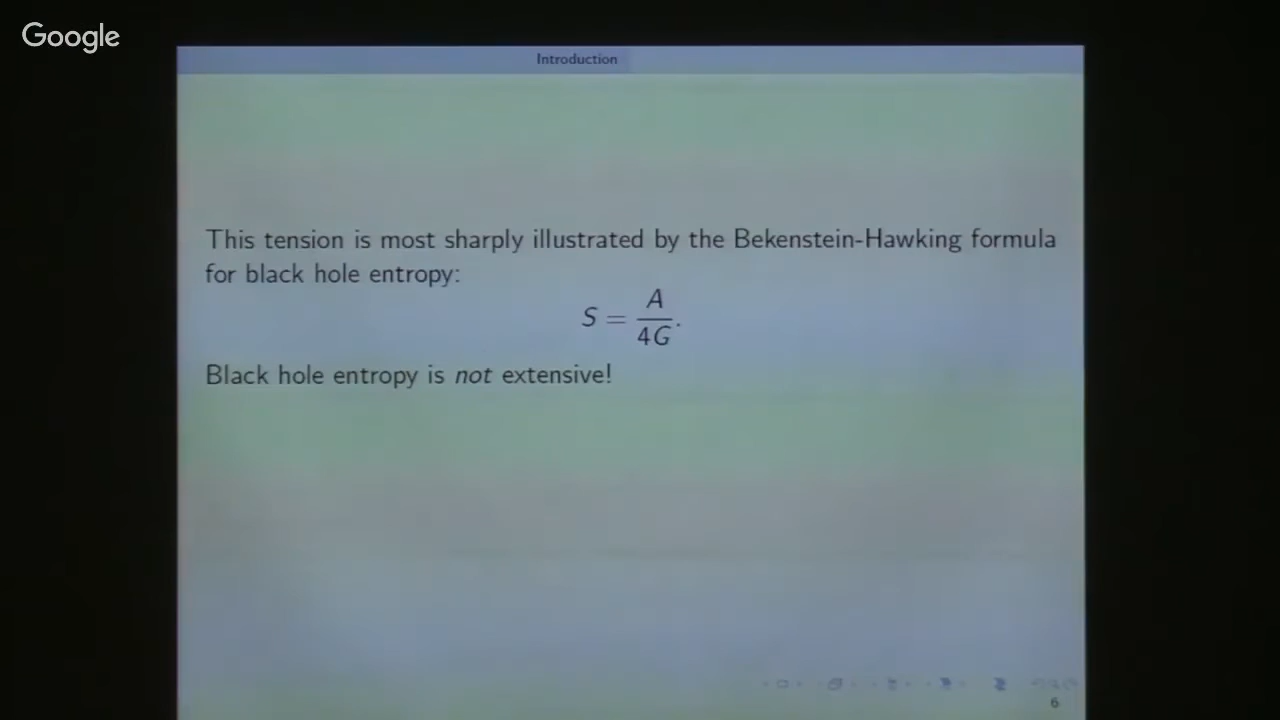 Google
Introduction
This tension is most sharply illustrated by the Bekenstein-Hawking formula
for black hole entropy:
S = A/4G.
Black hole entropy is not extensive!
6